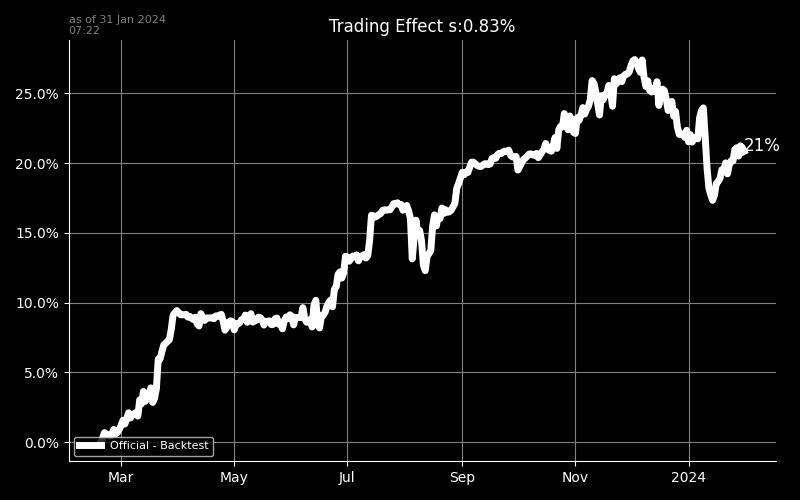 as of 31 Jan 2024
07:22
Trading Effect s:0.83%
25.0%
20.0%
15.0%
10.0%
5.0%
0.0%
21%
Official - Backtest
Mar
May
Jul
Sep
Nov
2024